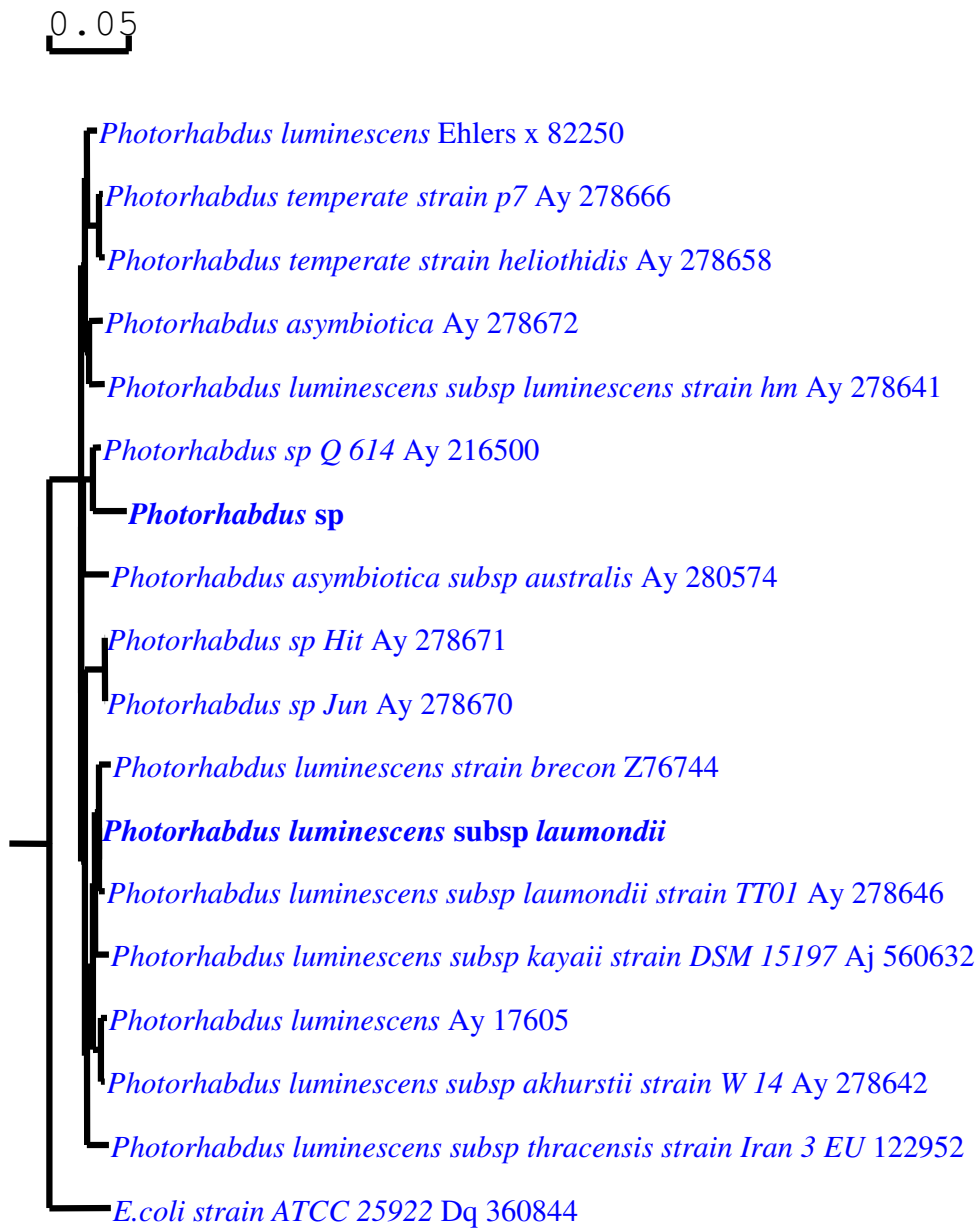 0.05
Photorhabdus luminescens Ehlers x 82250
Photorhabdus temperate strain p7 Ay 278666
Photorhabdus temperate strain heliothidis Ay 278658
Photorhabdus asymbiotica Ay 278672
Photorhabdus luminescens subsp luminescens strain hm Ay 278641
Photorhabdus sp Q 614 Ay 216500
Photorhabdus sp
Photorhabdus asymbiotica subsp australis Ay 280574
Photorhabdus sp Hit Ay 278671
Photorhabdus sp Jun Ay 278670
Photorhabdus luminescens strain brecon Z76744
Photorhabdus luminescens subsp laumondii
Photorhabdus luminescens subsp laumondii strain TT01 Ay 278646
Photorhabdus luminescens subsp kayaii strain DSM 15197 Aj 560632
Photorhabdus luminescens Ay 17605
Photorhabdus luminescens subsp akhurstii strain W 14 Ay 278642
Photorhabdus luminescens subsp thracensis strain Iran 3 EU 122952
E.coli strain ATCC 25922 Dq 360844